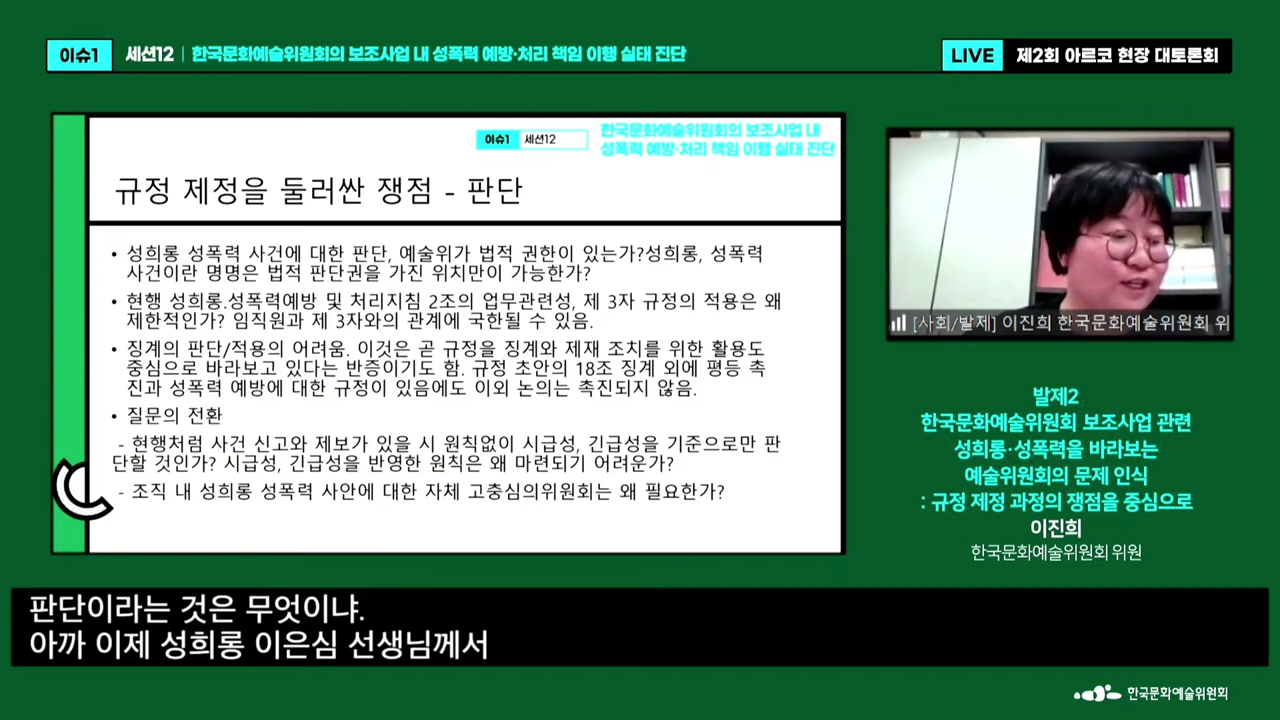 이슈1
세션12 | 한국문화예술위원회의 보조사업 내 성폭력 예방·처리 책임 이행 실태 진단
LIVE
제2회 아르코 현장 대토론회
이슈1
세션12
한국문화예술위원회의 보조사업 내
성폭력 예방·처리 책임 이행 실태 진단
규정 제정을 둘러싼 쟁점 - 판단
• 성희롱 성폭력 사건에 대한 판단, 예술위가 법적 권한이 있는가?성희롱, 성폭력
사건이란 명명은 법적 판단권을 가진 위치만이 가능한가?
• 현행 성희롱.성폭력예방 및 처리지침 2조의 업무관련성, 제 3자 규정의 적용은 왜
제한적인가? 임직원과 제 3자와의 관계에 국한될 수 있음.
• 징계의 판단/적용의 어려움. 이것은 곧 규정을 징계와 제재 조치를 위한 활용도
중심으로 바라보고 있다는 반증이기도 함. 규정 초안의 18조 징계 외에 평등 촉
진과 성폭력 예방에 대한 규정이 있음에도 이외 논의는 촉진되지 않음.
• 질문의 전환
- 현행처럼 사건 신고와 제보가 있을 시 원칙없이 시급성, 긴급성을 기준으로만 판
단할 것인가? 시급성, 긴급성을 반영한 원칙은 왜 마련되기 어려운가?
- 조직 내 성희롱 성폭력 사안에 대한 자체 고충심의위원회는 왜 필요한가?
[사회/발제] 이진희 한국문화예술위원회 위
발제2
한국문화예술위원회 보조사업 관련
성희롱·성폭력을 바라보는
예술위원회의 문제 인식
: 규정 제정 과정의 쟁점을 중심으로
이진희
한국문화예술위원회 위원
판단이라는 것은 무엇이냐.
아까 이제 성희롱 이은심 선생님께서
한국문화예술위원회